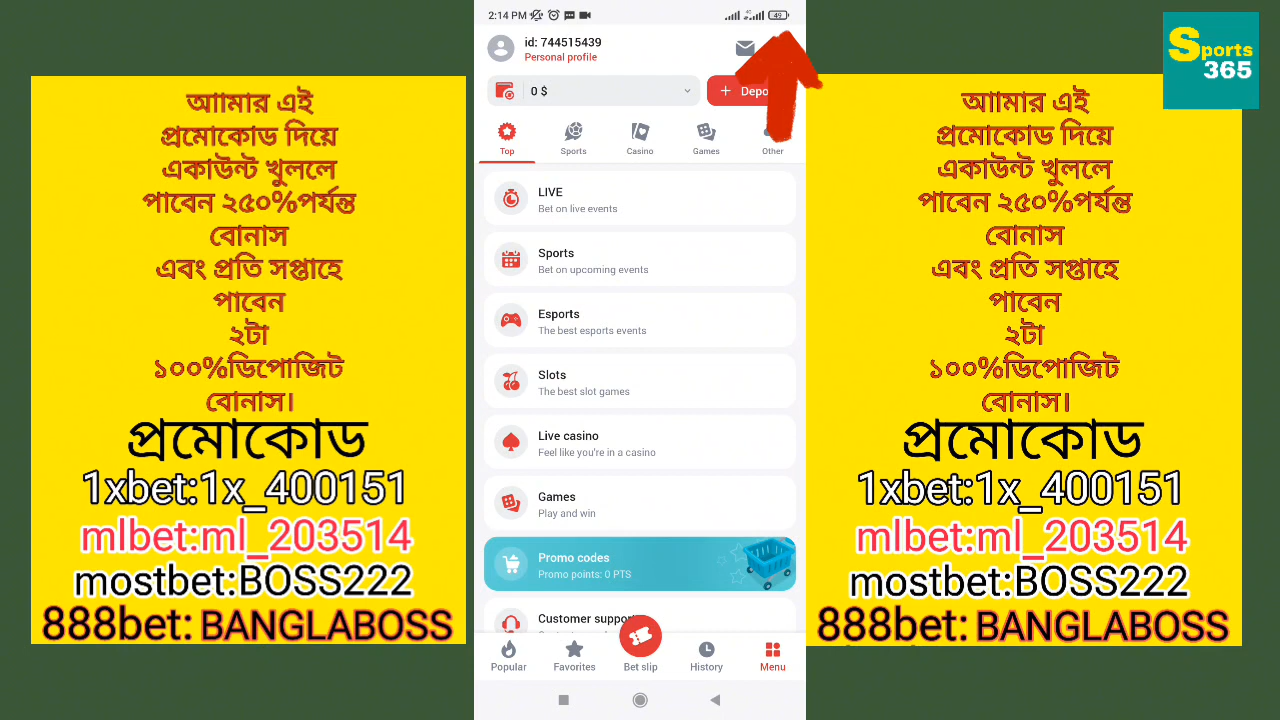 আামার এই
প্রমোকোড দিয়ে
একাউন্ট খুললে
পাবেন ২৫০%পর্যন্ত
বোনাস
এবং প্রতি সপ্তাহে
পাবেন
২টা
১০০%ডিপোজিট
বোনাস।
প্রমোকোড
1xbet:1x_400151
mlbet:ml_203514
mostbet:BOSS222
888bet: BANGLABOSS
2:14 PM
4G
49
id: 744515439
Personal profile
0 $
+ Depo
Top
Sports
Casino
Games
Other
LIVE
Bet on live events
Sports
Bet on upcoming events
Esports
The best esports events
Slots
The best slot games
Live casino
Feel like you're in a casino
Games
Play and win
Promo codes
Promo points: 0 PTS
Customer suppor
Popular
Favorites
Bet slip
History
Menu
Sports
365
আামার এই
প্রমোকোড দিয়ে
একাউন্ট খুললে
পাবেন ২৫০%পর্যন্ত
বোনাস
এবং প্রতি সপ্তাহে
পাবেন
২টা
১০০%ডিপোজিট
বোনাস।
প্রমোকোড
1xbet:1x_400151
mlbet:ml_203514
mostbet:BOSS222
888bet: BANGLABOSS